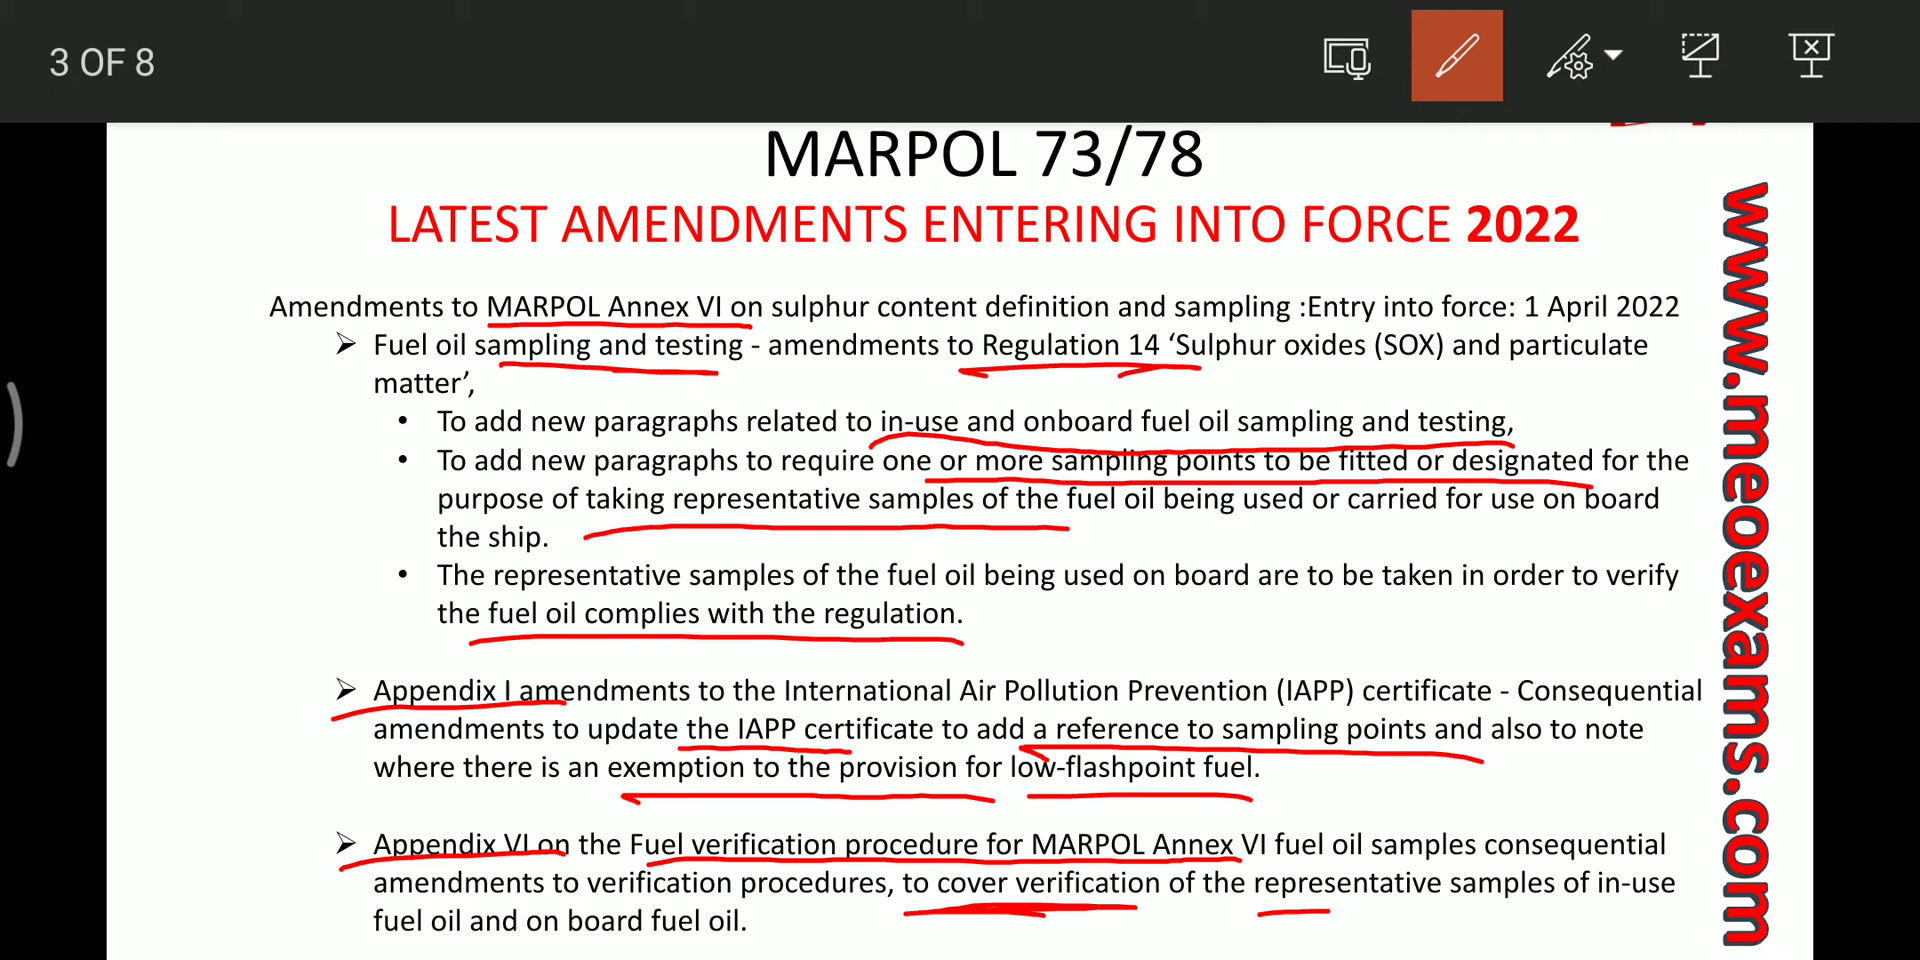 3 OF 8
MARPOL 73/78
LATEST AMENDMENTS ENTERING INTO FORCE 2022
Amendments to MARPOL Annex VI on sulphur content definition and sampling :Entry into force: 1 April 2022
➢ Fuel oil sampling and testing - amendments to Regulation 14 ‘Sulphur oxides (SOX) and particulate
matter’,
• To add new paragraphs related to in-use and onboard fuel oil sampling and testing,
• To add new paragraphs to require one or more sampling points to be fitted or designated for the
purpose of taking representative samples of the fuel oil being used or carried for use on board
the ship.
• The representative samples of the fuel oil being used on board are to be taken in order to verify
the fuel oil complies with the regulation.
➢ Appendix I amendments to the International Air Pollution Prevention (IAPP) certificate - Consequential
amendments to update the IAPP certificate to add a reference to sampling points and also to note
where there is an exemption to the provision for low-flashpoint fuel.
➢ Appendix VI on the Fuel verification procedure for MARPOL Annex VI fuel oil samples consequential
amendments to verification procedures, to cover verification of the representative samples of in-use
fuel oil and on board fuel oil.
www.meoexams.com